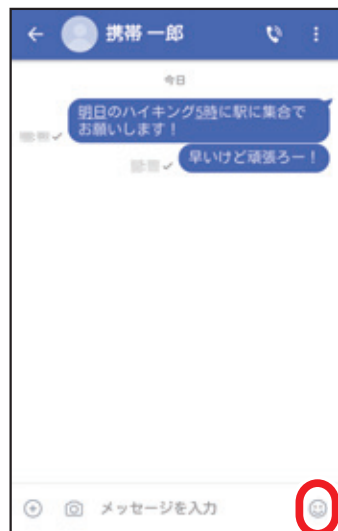 携帯 一郎
今日
明日のハイキング5時に駅に集合で
お願いします！
早いけど頑張ろー！
メッセージを入力